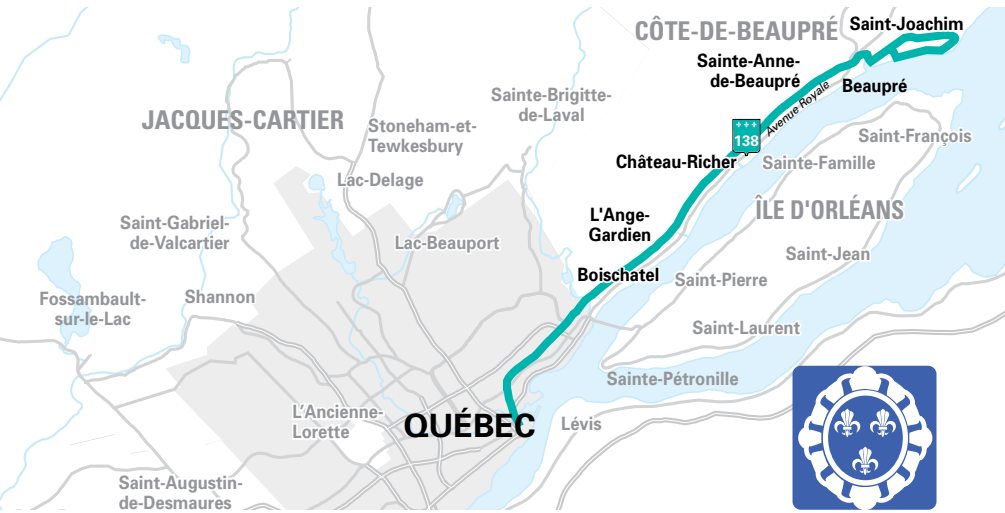 CÔTE-DE-BEAUPRÉ
Saint-Joachim
Sainte-Anne-
de-Beaupré
Beaupré
Avenue Royale
138
Sainte-Brigitte-
de-Laval
JACQUES-CARTIER
Stoneham-et-
Tewkesbury
Saint-François
Château-Richer
Sainte-Famille
Lac-Delage
ÎLE D'ORLÉANS
L'Ange-
Gardien
Saint-Gabriel-
de-Valcartier
Lac-Beauport
Saint-Jean
Boischatel
Saint-Pierre
Fossambault-
sur-le-Lac
Shannon
Saint-Laurent
Sainte-Pétronille
L'Ancienne-
Lorette
QUÉBEC
Lévis
Saint-Augustin-
de-Desmaures